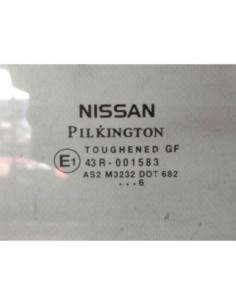 NISSAN
PILKINGTON
TOUGHENED GF
E1 43R-001583
AS2 M3232 DOT 682
...6